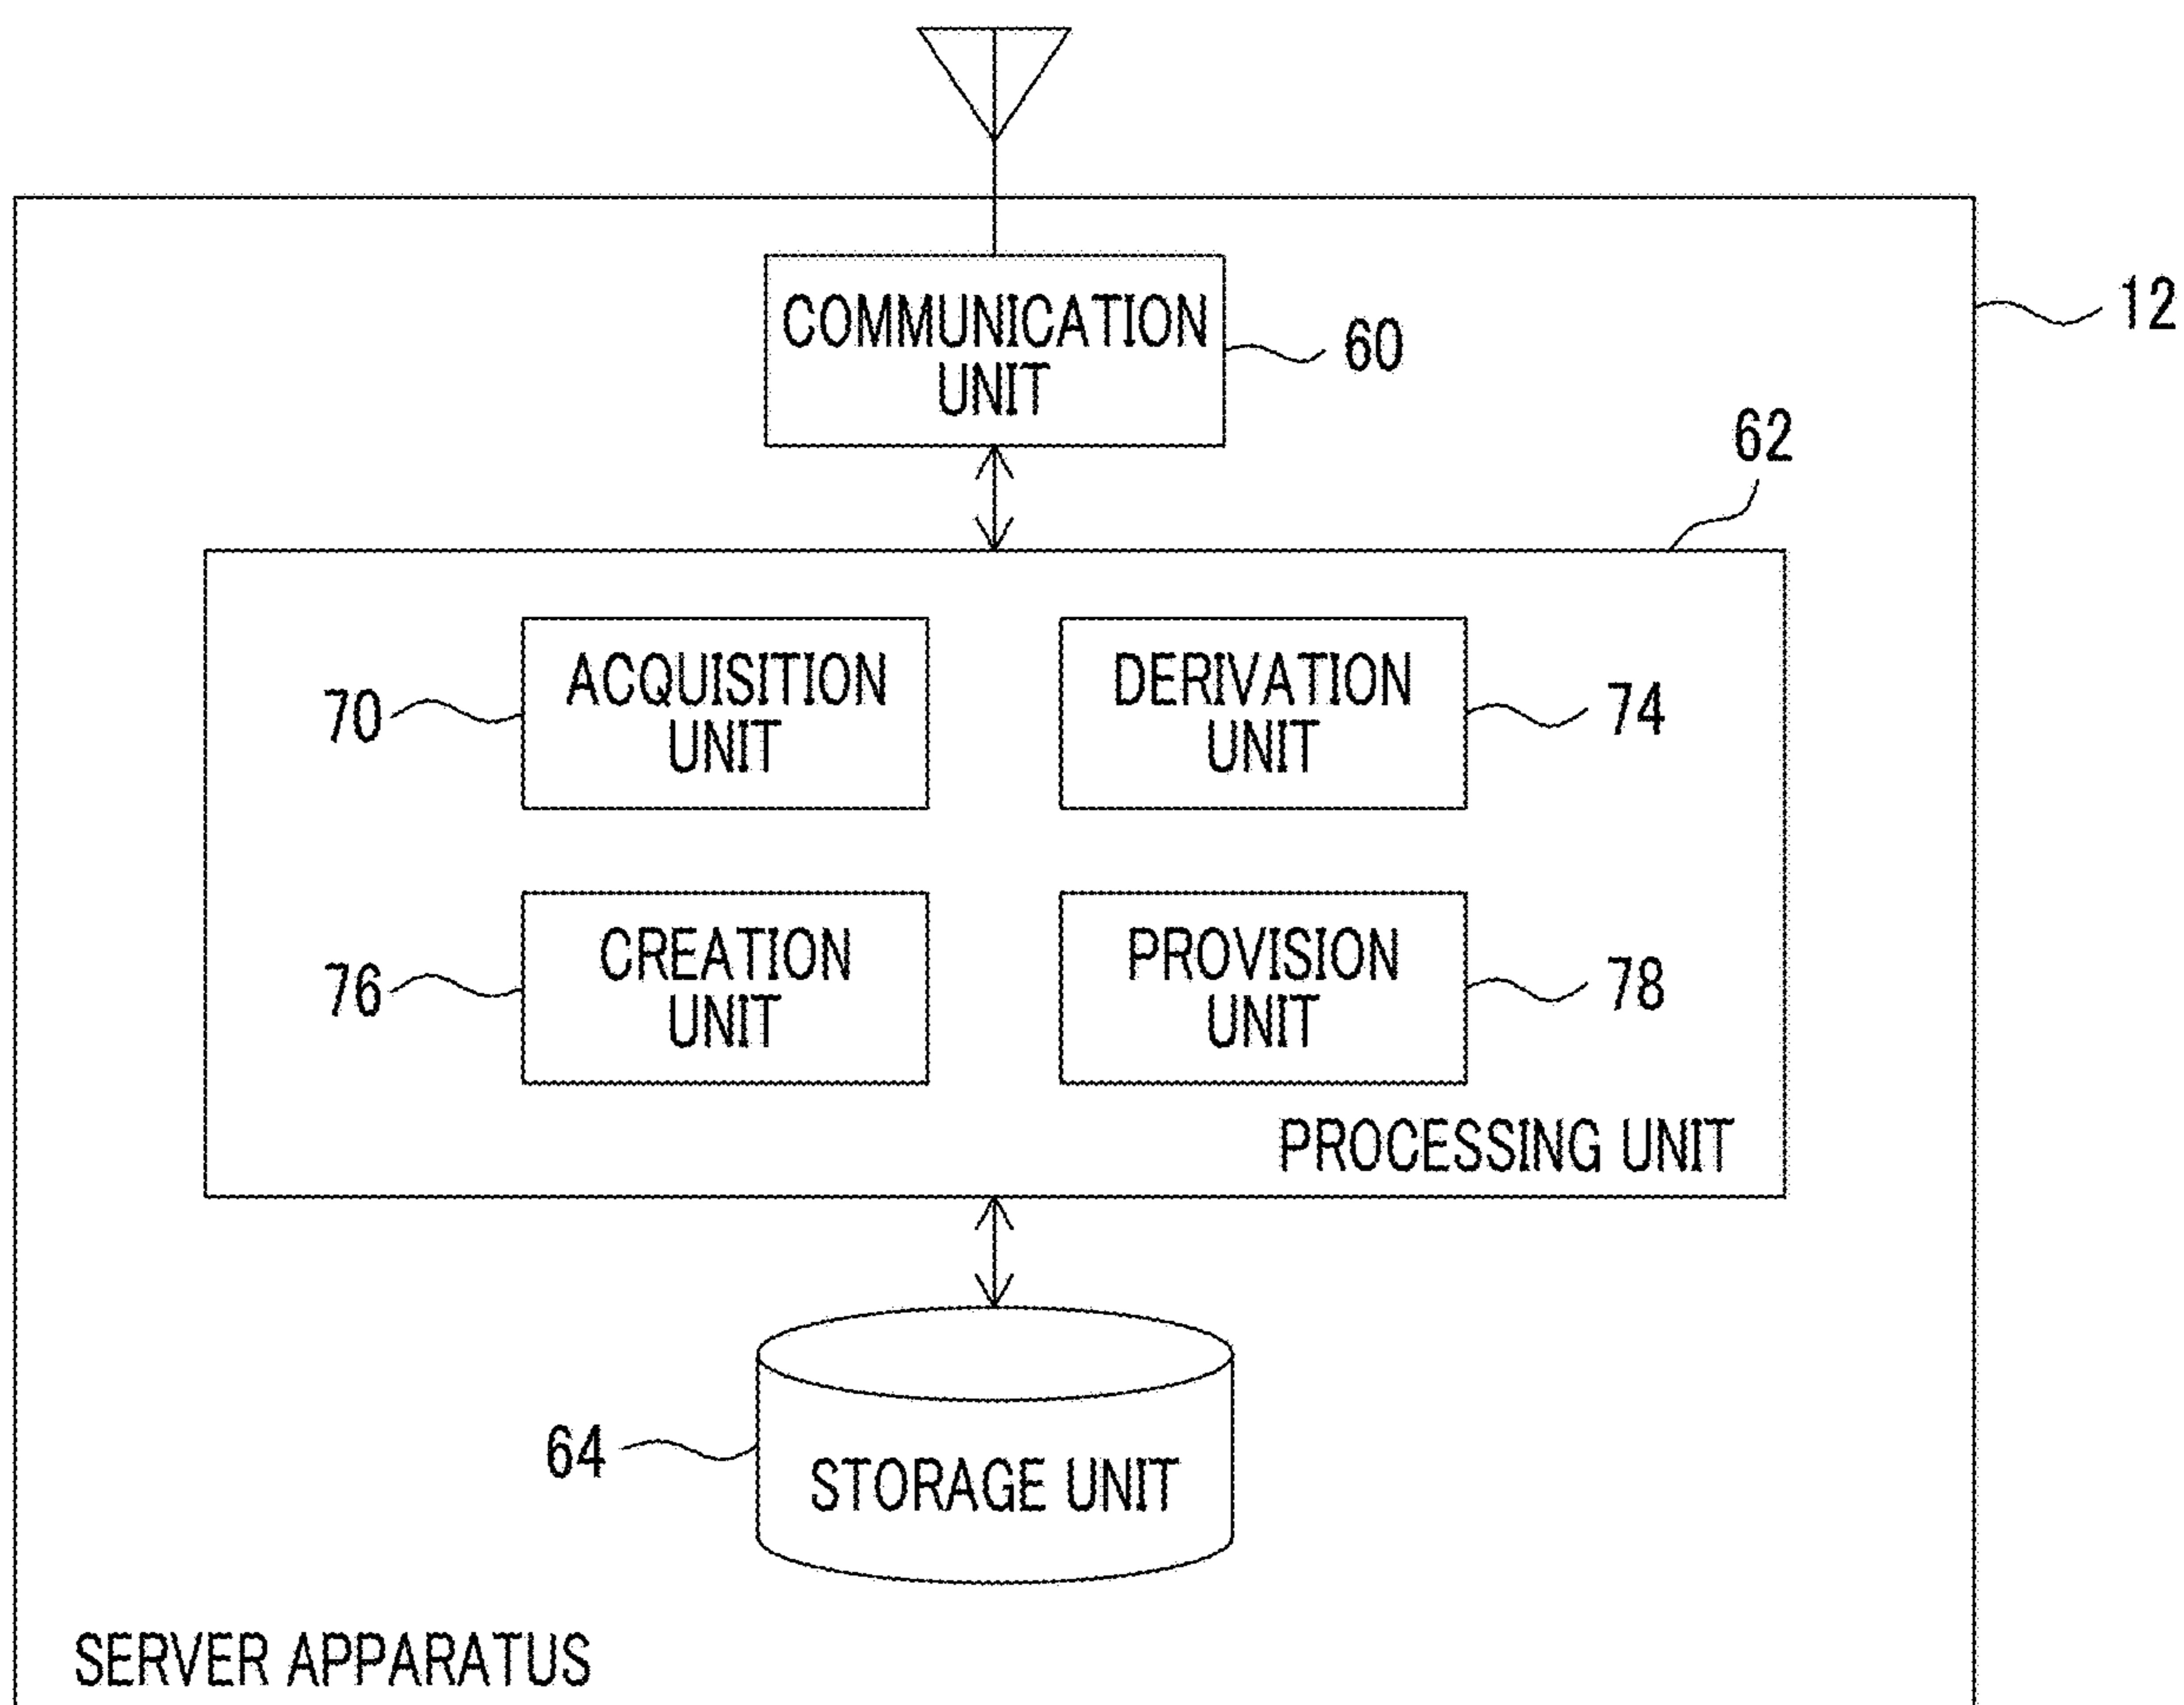 12
COMMUNICATION
UNIT
60
62
70
ACQUISITION
UNIT
DERIVATION
UNIT
74
76
CREATION
UNIT
PROVISION
UNIT
78
PROCESSING UNIT
64
STORAGE UNIT
SERVER APPARATUS